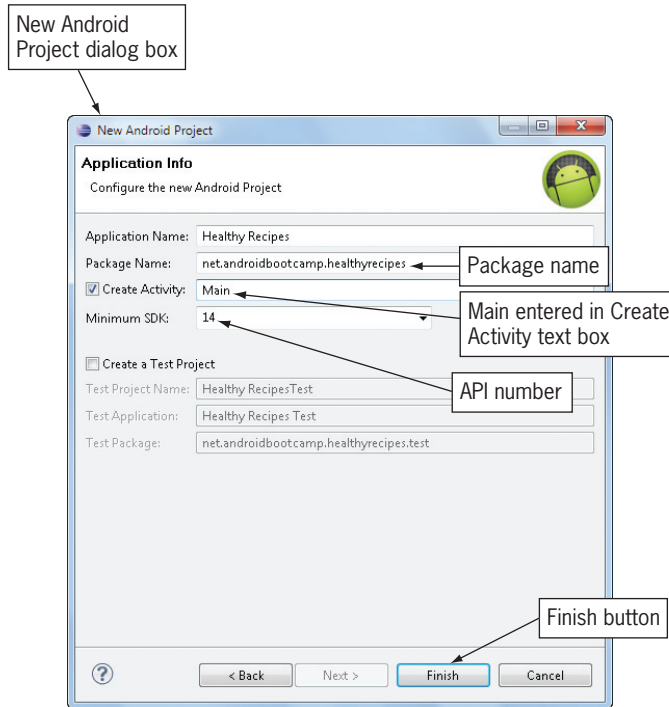 New Android
Project dialog box
New Android Project
Application Info
Configure the new Android Project
Application Name: Healthy Recipes
Package Name: net.androidbootcamp.healthyrecipes
Package name
Create Activity: Main
Main entered in Create
Activity text box
Minimum SDK: 14
API number
Create a Test Project
Test Project Name: Healthy RecipesTest
Test Application: Healthy Recipes Test
Test Package: net.androidbootcamp.healthyrecipes.test
Finish button
? < Back Next > Finish Cancel